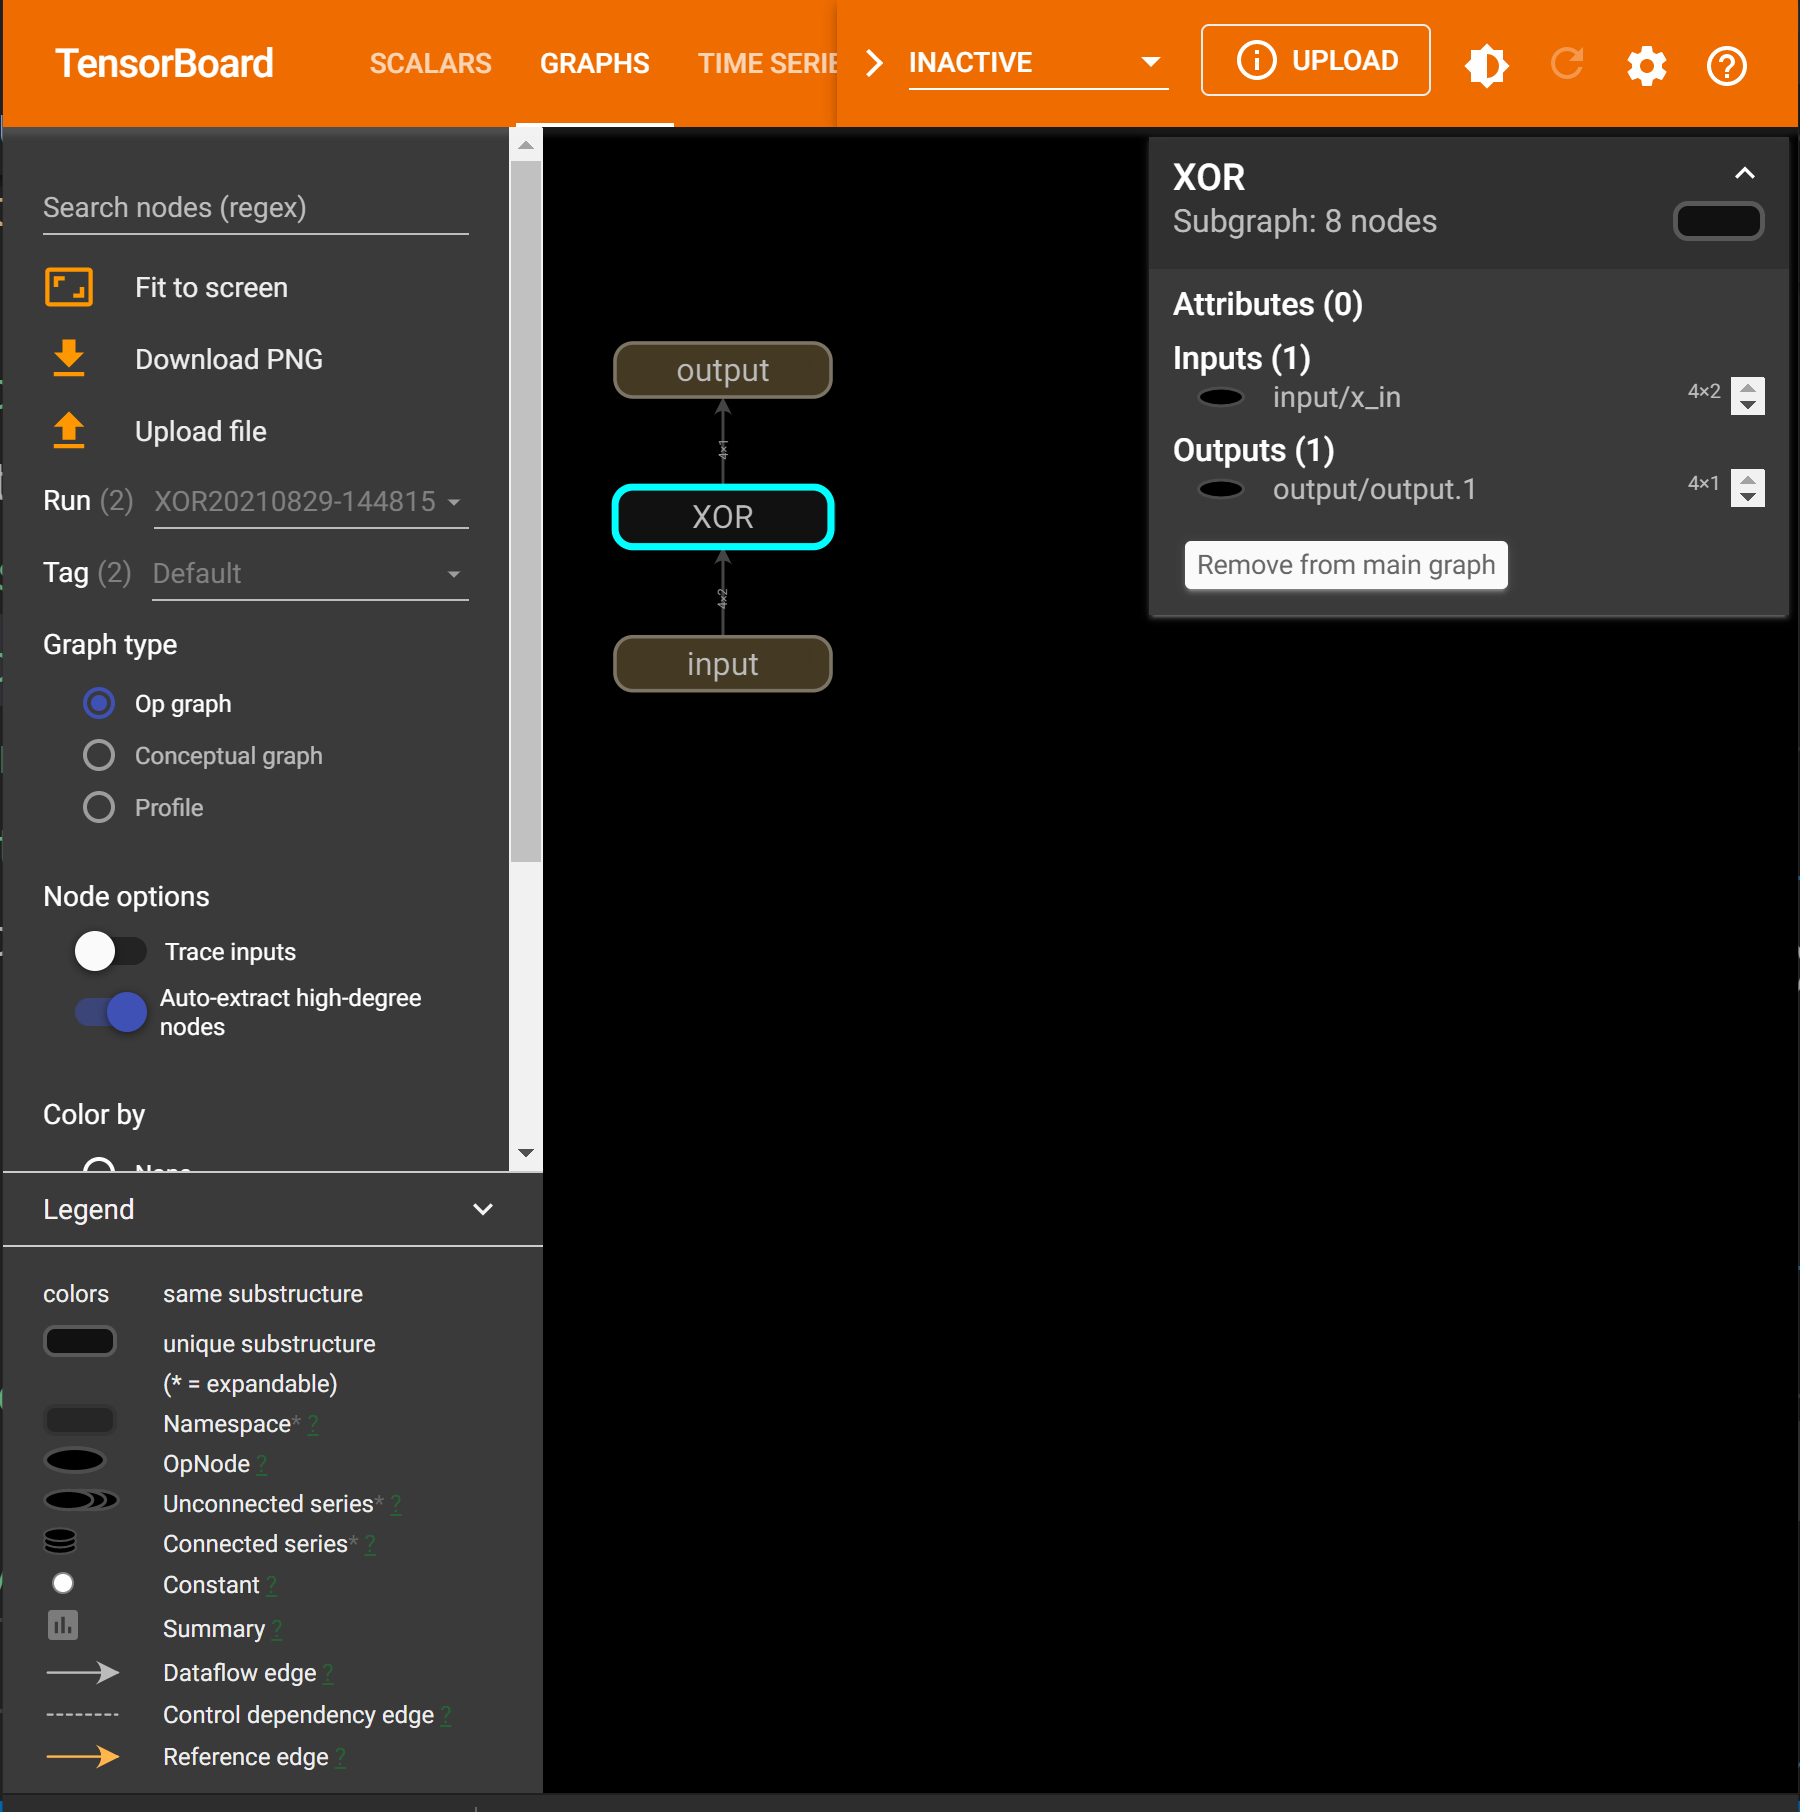 TensorBoard
SCALARS
GRAPHS
TIME SERIE
INACTIVE
UPLOAD
Search nodes (regex)
Fit to screen
Download PNG
Upload file
Run (2) XOR20210829-144815
Tag (2) Default
Graph type
Op graph
Conceptual graph
Profile
Node options
Trace inputs
Auto-extract high-degree
nodes
Color by
None
Legend
colors same substructure
unique substructure
(* = expandable)
Namespace* ?
OpNode ?
Unconnected series* ?
Connected series* ?
Constant ?
Summary ?
Dataflow edge ?
Control dependency edge ?
Reference edge ?
output
4×1
XOR
4×2
input
XOR
Subgraph: 8 nodes
Attributes (0)
Inputs (1)
input/x_in 4×2
Outputs (1)
output/output.1 4×1
Remove from main graph